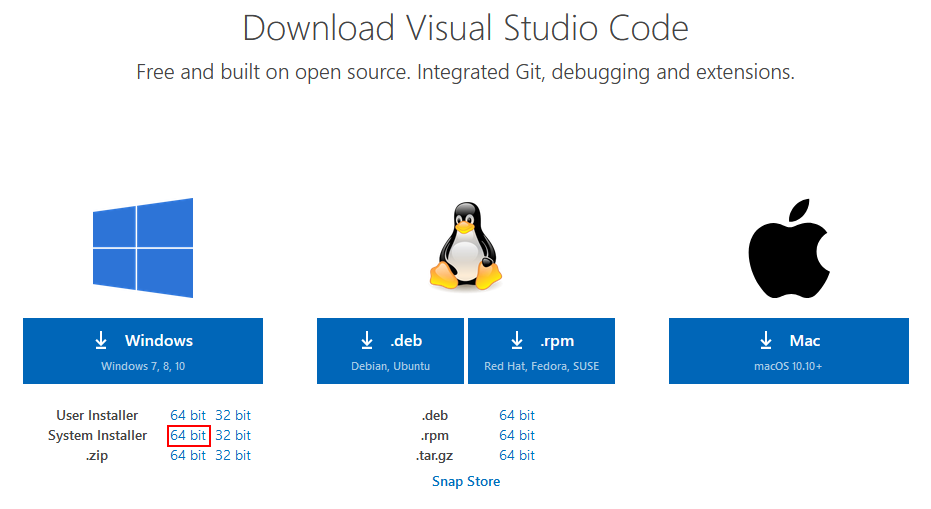 Download Visual Studio Code
Free and built on open source. Integrated Git, debugging and extensions.
Windows
Windows 7, 8, 10
User Installer 64 bit 32 bit
System Installer 64 bit 32 bit
.zip 64 bit 32 bit
.deb
Debian, Ubuntu
.rpm
Red Hat, Fedora, SUSE
.deb 64 bit
.rpm 64 bit
.tar.gz 64 bit
Snap Store
Mac
macOS 10.10+